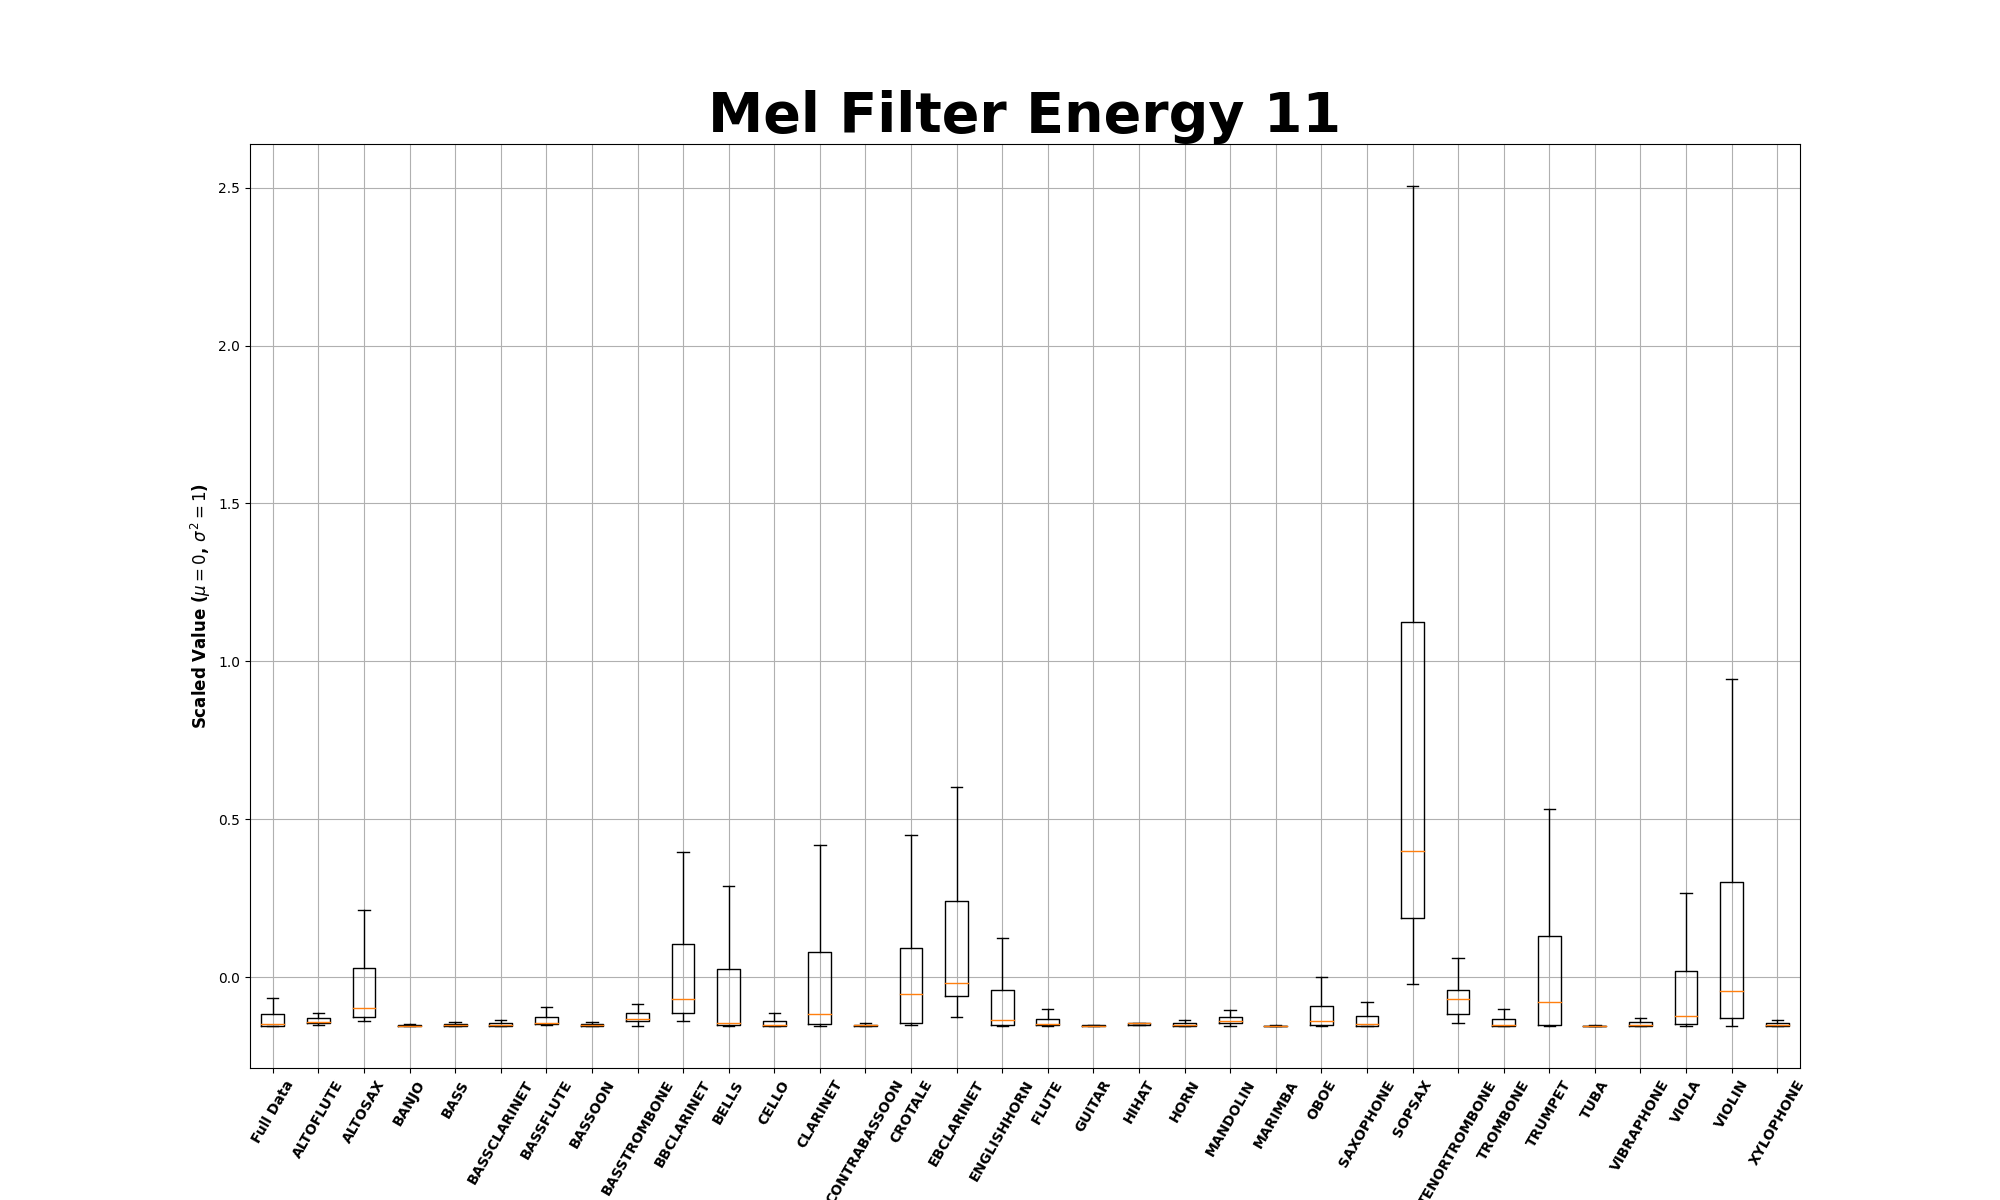 Mel Filter Energy 11
2.5
2.0
1.5
1.0
0.5
0.0
Scaled Value (μ = 0, σ² = 1)
Full Data
ALTOFLUTE
ALTOSAX
BANJO
BASS
BASSCLARINET
BASSFLUTE
BASSOON
BASSTROMBONE
BBCLARINET
BELLS
CELLO
CLARINET
CONTRABASSOON
CROTALE
EBCLARINET
ENGLISHHORN
FLUTE
GUITAR
HIHAT
HORN
MANDOLIN
MARIMBA
OBOE
SAXOPHONE
SOPSAX
TENORTROMBONE
TROMBONE
TRUMPET
TUBA
VIBRAPHONE
VIOLA
VIOLIN
XYLOPHONE